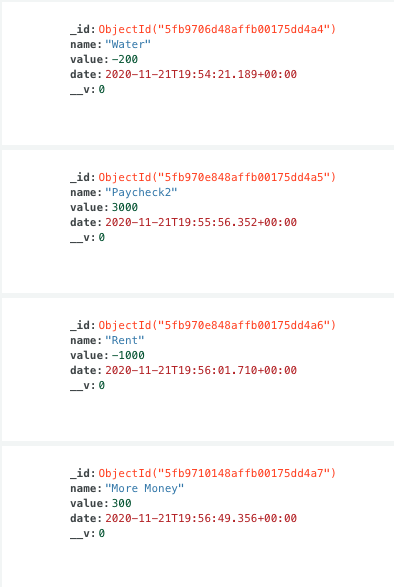 _id: ObjectId("5fb9706d48affb00175dd4a4")
name: "Water"
value: -200
date: 2020-11-21T19:54:21.189+00:00
__v: 0
_id: ObjectId("5fb970e848affb00175dd4a5")
name: "Paycheck2"
value: 3000
date: 2020-11-21T19:55:56.352+00:00
__v: 0
_id: ObjectId("5fb970e848affb00175dd4a6")
name: "Rent"
value: -1000
date: 2020-11-21T19:56:01.710+00:00
__v: 0
_id: ObjectId("5fb9710148affb00175dd4a7")
name: "More Money"
value: 300
date: 2020-11-21T19:56:49.356+00:00
__v: 0